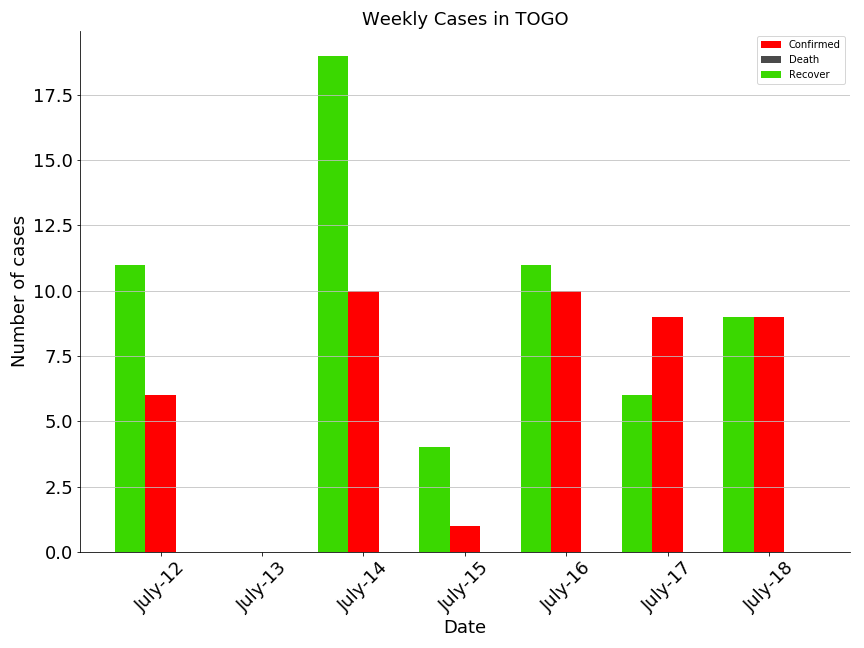 Weekly Cases in TOGO
Confirmed
Death
Recover
Number of cases
17.5
15.0
12.5
10.0
7.5
5.0
2.5
0.0
July-12
July-13
July-14
July-15
July-16
July-17
July-18
Date